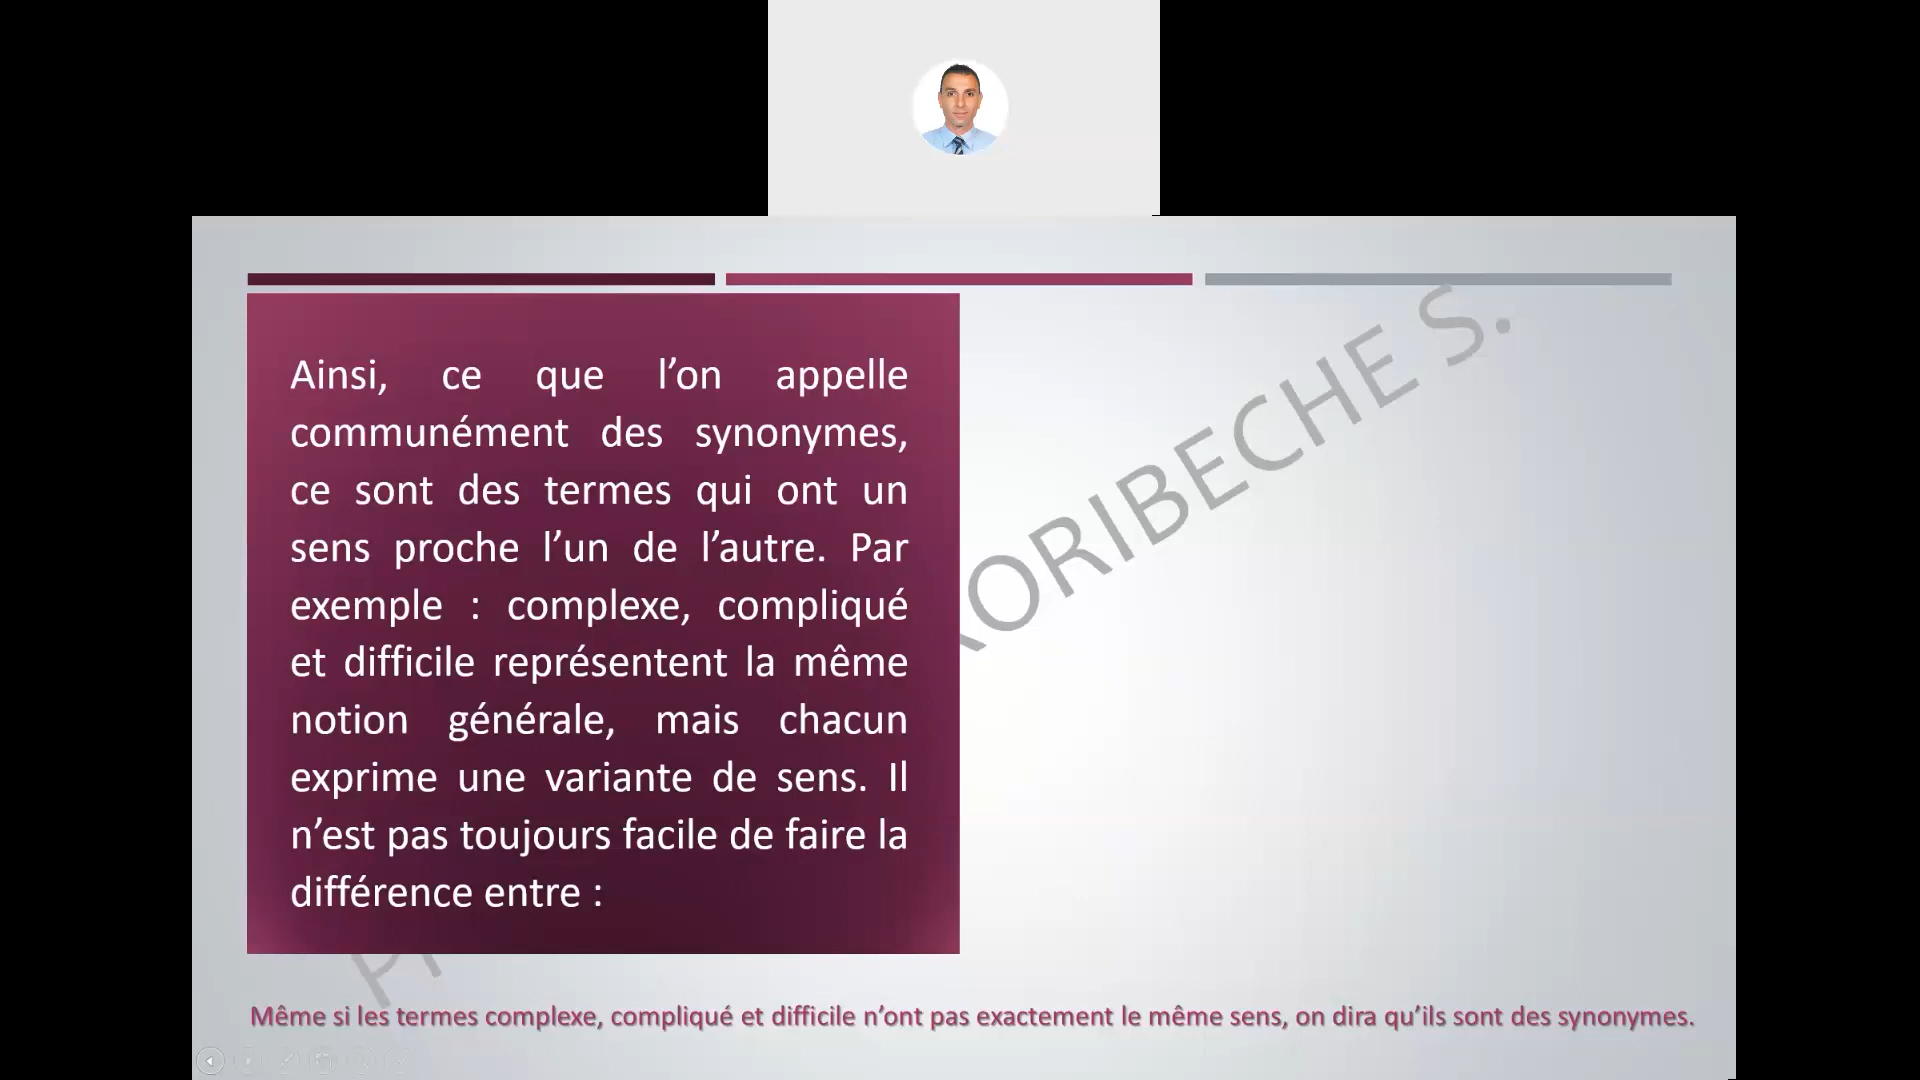 Ainsi, ce que l’on appelle
communément des synonymes,
ce sont des termes qui ont un
sens proche l’un de l’autre. Par
exemple : complexe, compliqué
et difficile représentent la même
notion générale, mais chacun
exprime une variante de sens. Il
n’est pas toujours facile de faire la
différence entre :
Même si les termes complexe, compliqué et difficile n’ont pas exactement le même sens, on dira qu’ils sont des synonymes.
S.